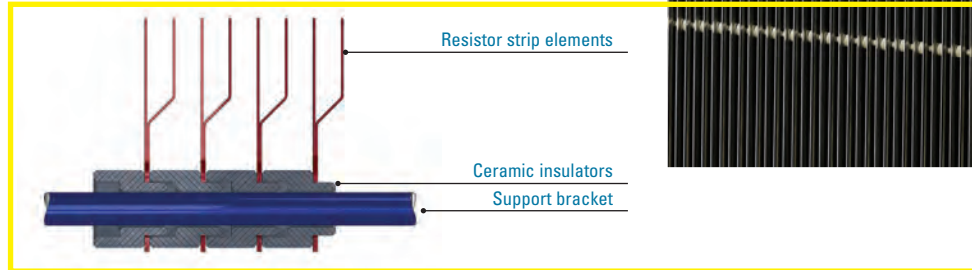 Resistor strip elements
Ceramic insulators
Support bracket